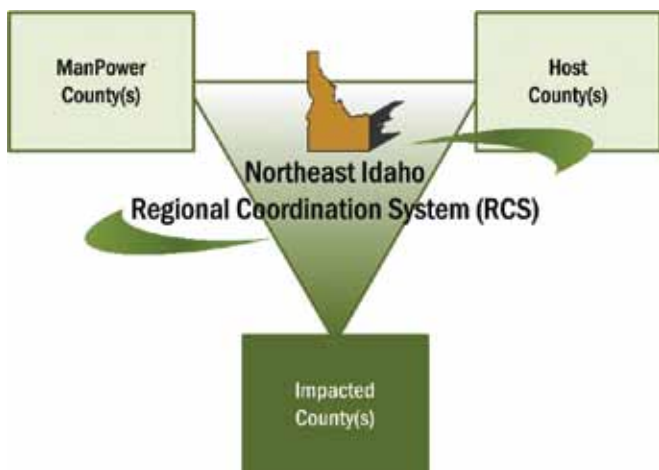 ManPower
County(s)
Host
County(s)
Northeast Idaho
Regional Coordination System (RCS)
Impacted
County(s)